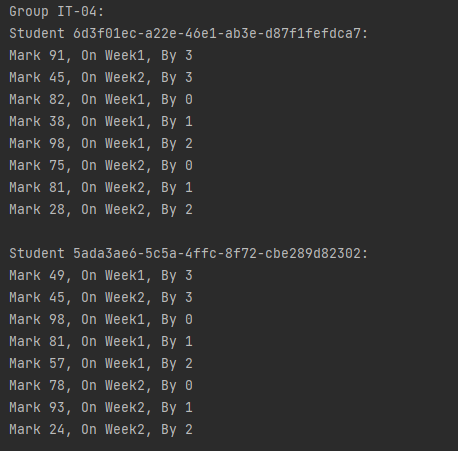 Group IT-04:
Student 6d3f01ec-a22e-46e1-ab3e-d87f1fefdca7:
Mark 91, On Week1, By 3
Mark 45, On Week2, By 3
Mark 82, On Week1, By 0
Mark 38, On Week1, By 1
Mark 98, On Week1, By 2
Mark 75, On Week2, By 0
Mark 81, On Week2, By 1
Mark 28, On Week2, By 2
Student 5ada3ae6-5c5a-4ffc-8f72-cbe289d82302:
Mark 49, On Week1, By 3
Mark 45, On Week2, By 3
Mark 98, On Week1, By 0
Mark 81, On Week1, By 1
Mark 57, On Week1, By 2
Mark 78, On Week2, By 0
Mark 93, On Week2, By 1
Mark 24, On Week2, By 2